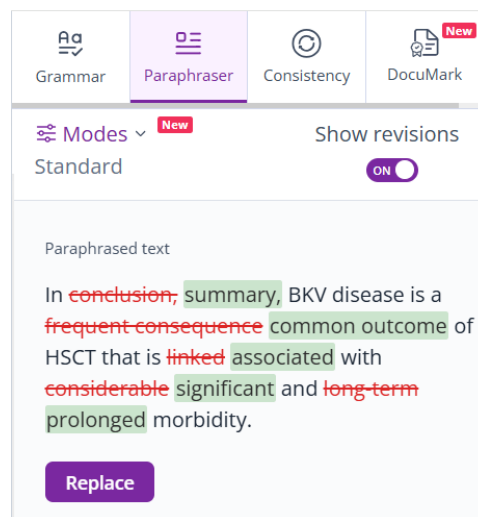 New
Grammar Paraphraser Consistency DocuMark
Modes New Show revisions
Standard ON
Paraphrased text
In conclusion, summary, BKV disease is a
frequent consequence common outcome of
HSCT that is linked associated with
considerable significant and long-term
prolonged morbidity.
Replace